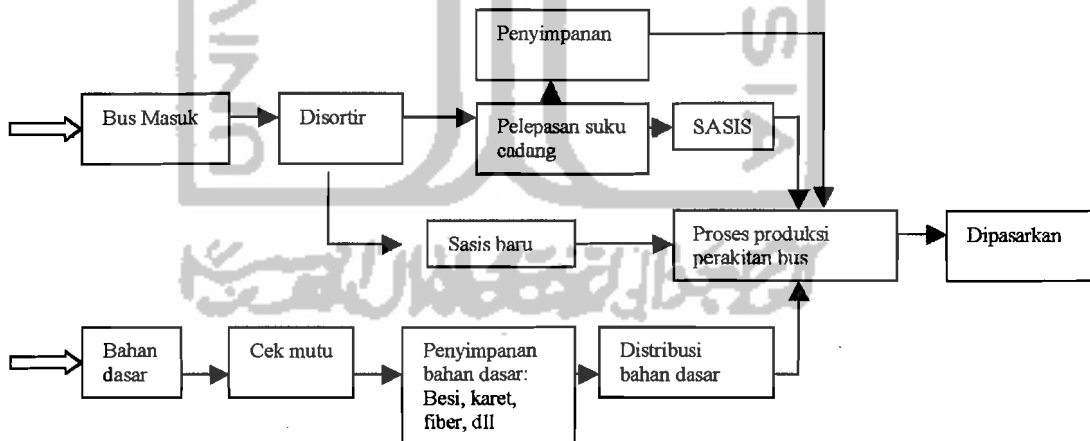 Penyimpanan
Bus Masuk
Disortir
Pelepasan suku
cadang
SASIS
Sasis baru
Proses produksi
perakitan bus
Dipasarkan
Bahan
dasar
Cek mutu
Penyimpanan
bahan dasar:
Besi, karet,
fiber, dll
Distribusi
bahan dasar